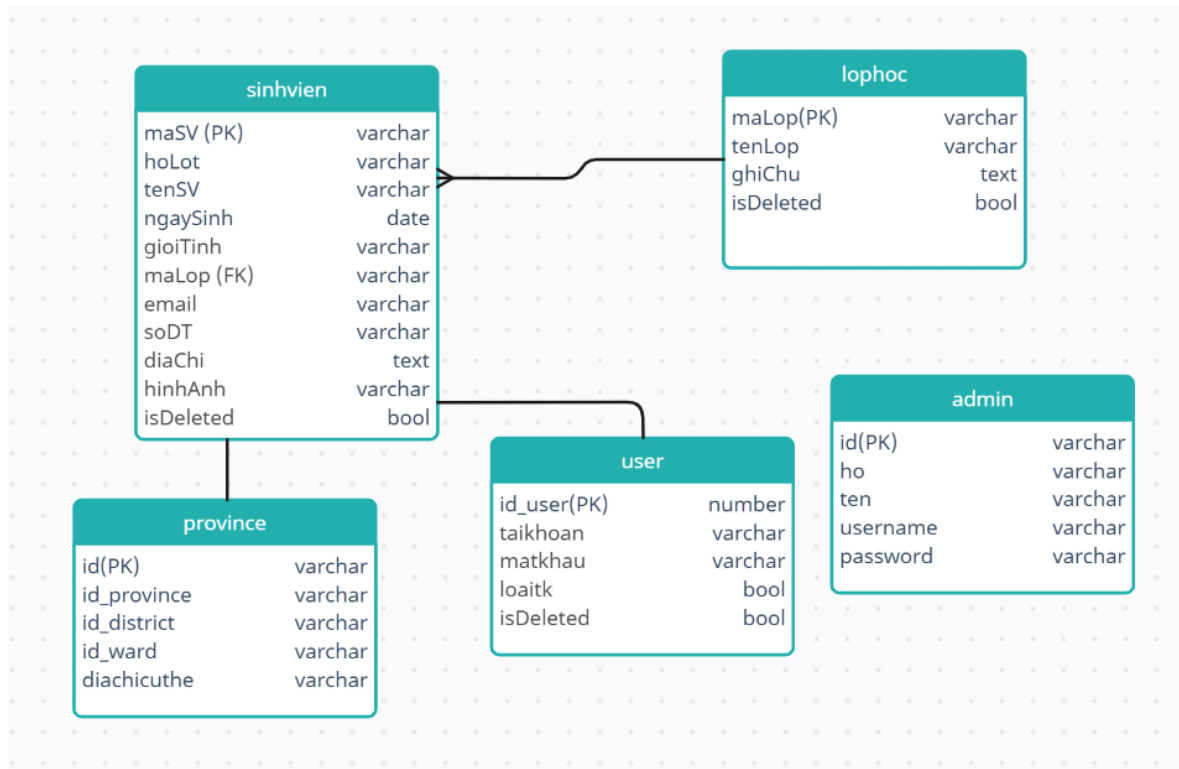 sinhvien
maSV (PK) varchar
hoLot varchar
tenSV varchar
ngaySinh date
gioiTinh varchar
maLop (FK) varchar
email varchar
soDT varchar
diaChi text
hinhAnh varchar
isDeleted bool
lophoc
maLop(PK) varchar
tenLop varchar
ghiChu text
isDeleted bool
province
id(PK) varchar
id_province varchar
id_district varchar
id_ward varchar
diachicuthe varchar
user
id_user(PK) number
taikhoan varchar
matkhau varchar
loaitk bool
isDeleted bool
admin
id(PK) varchar
ho varchar
ten varchar
username varchar
password varchar